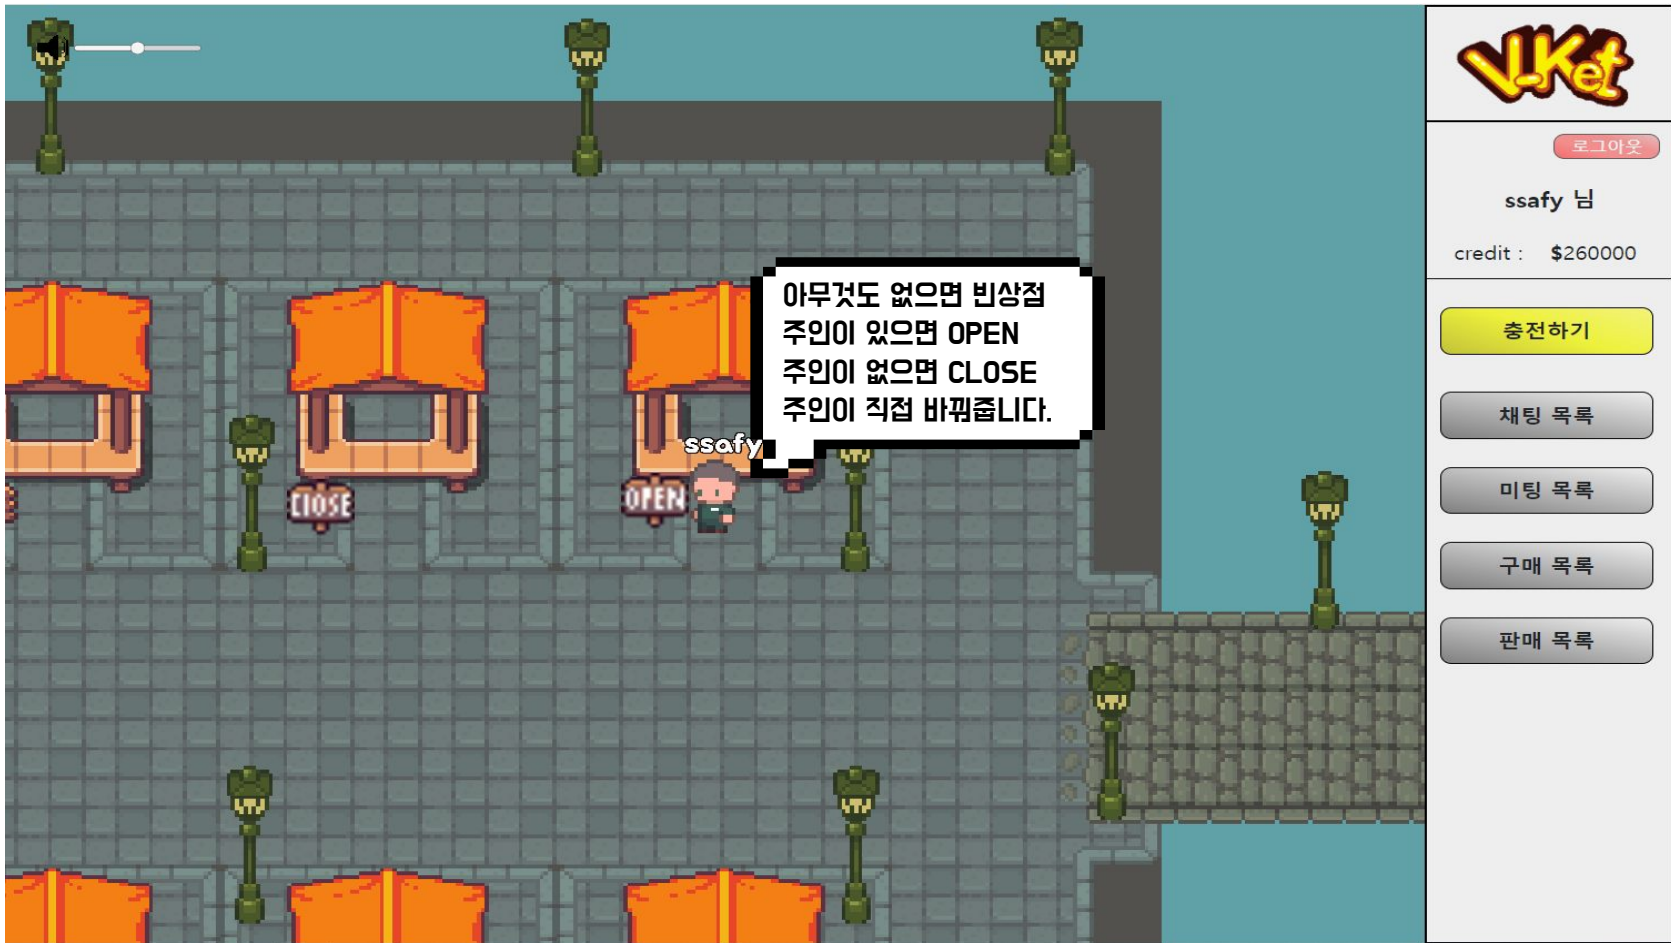 V-Ket
로그아웃
ssafy 님
credit : $260000
아무것도 없으면 빈상점
주인이 있으면 OPEN
주인이 없으면 CLOSE
주인이 직접 바꿔줍니다.
충전하기
채팅 목록
ssafy
CLOSE
OPEN
미팅 목록
구매 목록
판매 목록